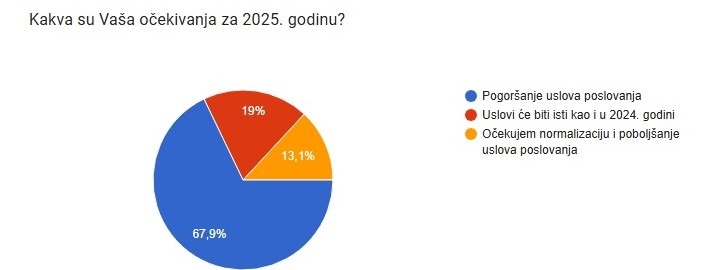 Kakva su Vaša očekivanja za 2025. godinu?
Pogoršanje uslova poslovanja
Uslovi će biti isti kao i u 2024. godini
Očekujem normalizaciju i poboljšanje
uslova poslovanja
19%
13,1%
67,9%